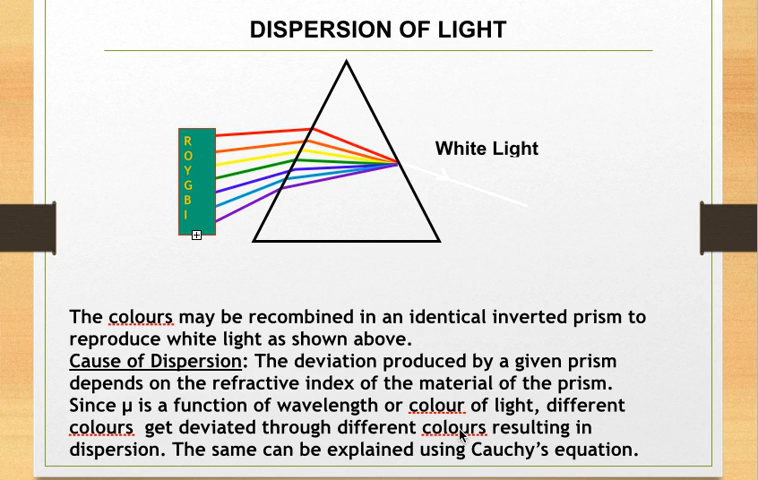 DISPERSION OF LIGHT
R
O
Y
G
B
I
White Light
The colours may be recombined in an identical inverted prism to
reproduce white light as shown above.
Cause of Dispersion: The deviation produced by a given prism
depends on the refractive index of the material of the prism.
Since μ is a function of wavelength or colour of light, different
colours get deviated through different colours resulting in
dispersion. The same can be explained using Cauchy’s equation.